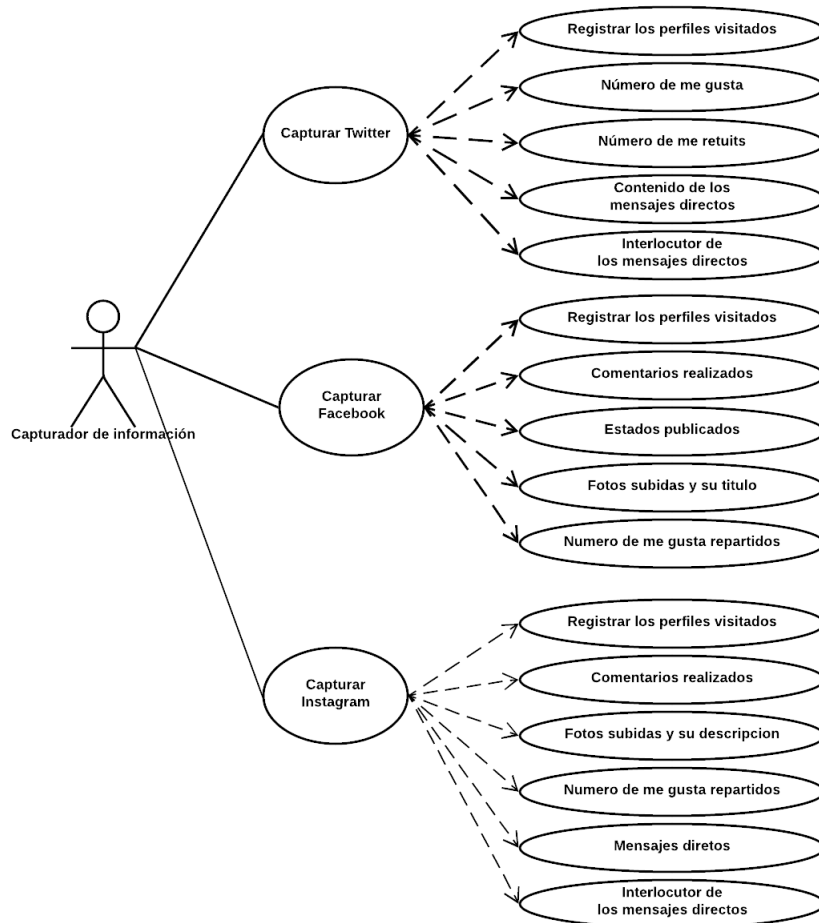 Registrar los perfiles visitados
Número de me gusta
Capturar Twitter
Número de me retuits
Contenido de los
mensajes directos
Interlocutor de
los mensajes directos
Registrar los perfiles visitados
Comentarios realizados
Capturar
Facebook
Estados publicados
Capturador de información
Fotos subidas y su titulo
Numero de me gusta repartidos
Registrar los perfiles visitados
Comentarios realizados
Capturar
Instagram
Fotos subidas y su descripcion
Numero de me gusta repartidos
Mensajes diretos
Interlocutor de
los mensajes directos